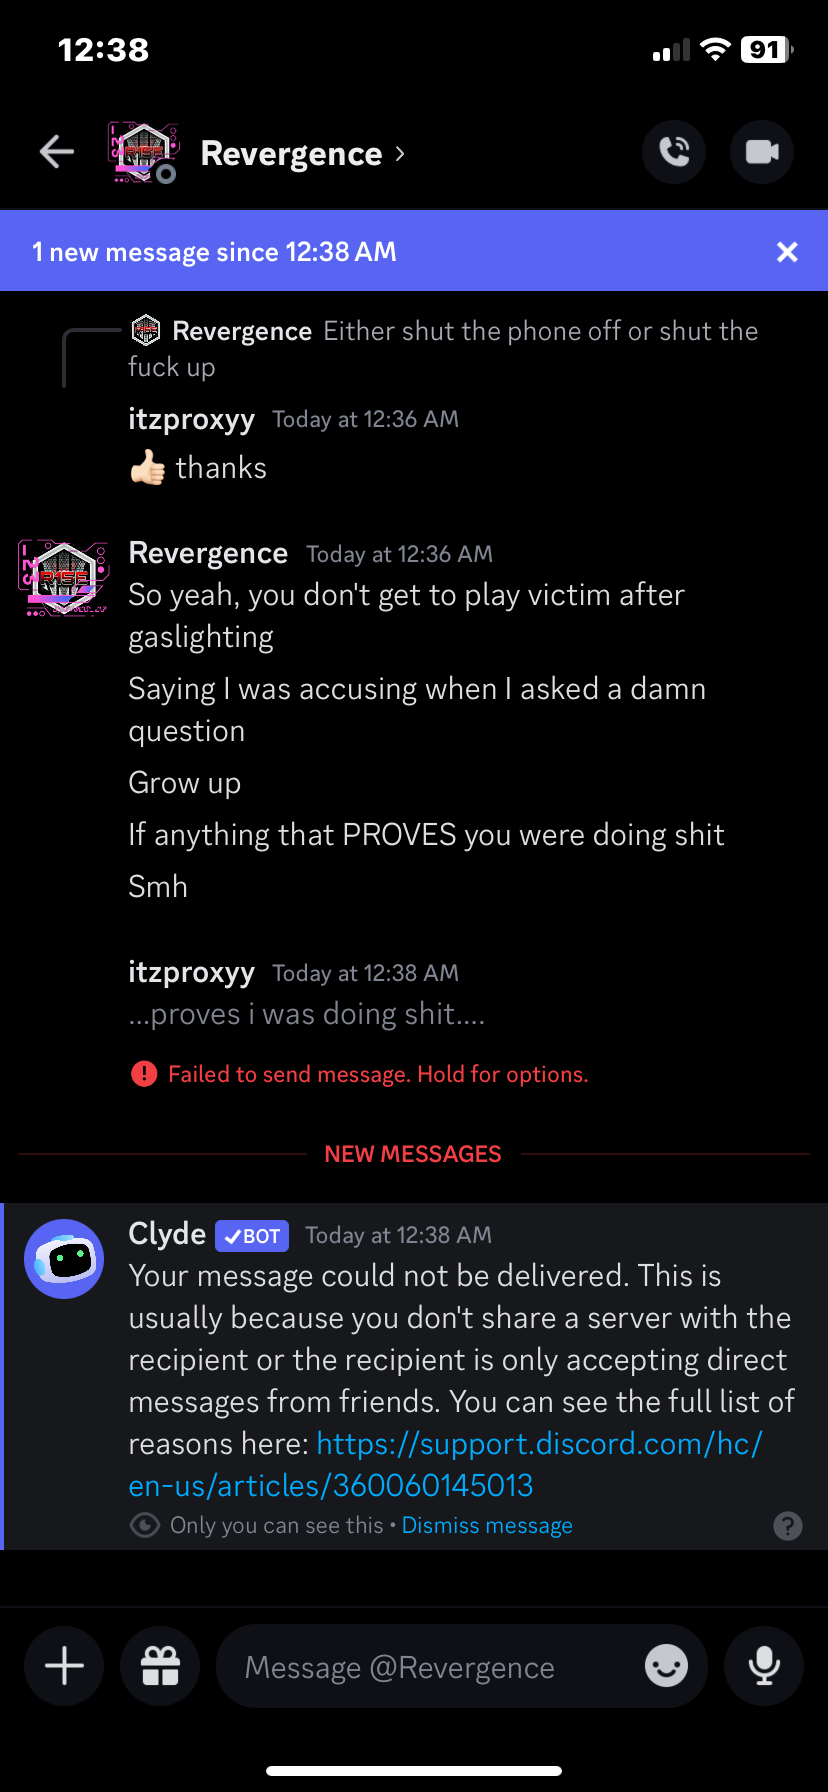 12:38
91
Revergence
1 new message since 12:38 AM
Revergence Either shut the phone off or shut the
fuck up
itzproxyy Today at 12:36 AM
👍🏻 thanks
Revergence Today at 12:36 AM
So yeah, you don't get to play victim after
gaslighting
Saying I was accusing when I asked a damn
question
Grow up
If anything that PROVES you were doing shit
Smh
itzproxyy Today at 12:38 AM
...proves i was doing shit....
Failed to send message. Hold for options.
NEW MESSAGES
Clyde ✓BOT Today at 12:38 AM
Your message could not be delivered. This is
usually because you don't share a server with the
recipient or the recipient is only accepting direct
messages from friends. You can see the full list of
reasons here: https://support.discord.com/hc/
en-us/articles/360060145013
Only you can see this • Dismiss message
Message @Revergence